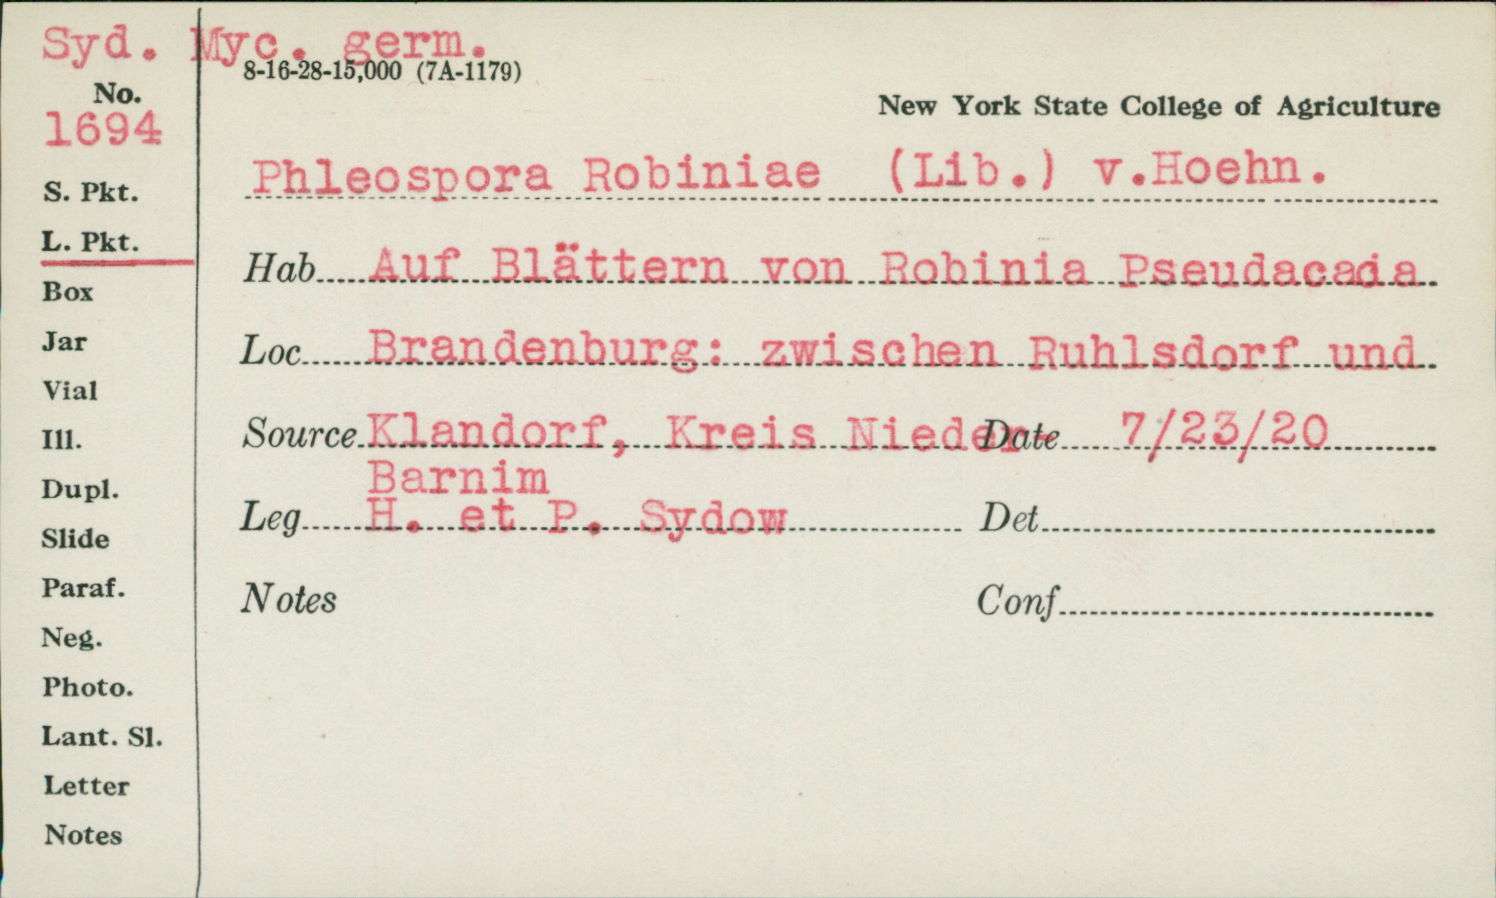 Syd. Myc. germ.
8-16-28-15,000 (7A-1179)
No.
1694
New York State College of Agriculture
Phleospora Robiniae (Lib.) v.Hoehn.
S. Pkt.
L. Pkt.
Hab Auf Blättern von Robinia Pseudacacia
Box
Jar
Loc Brandenburg: zwischen Ruhlsdorf und
Vial
Ill.
Source Klandorf, Kreis Nieder- Date 7/23/20
Barnim
Dupl.
Leg H. et P. Sydow Det
Slide
Paraf.
Notes Conf
Neg.
Photo.
Lant. Sl.
Letter
Notes